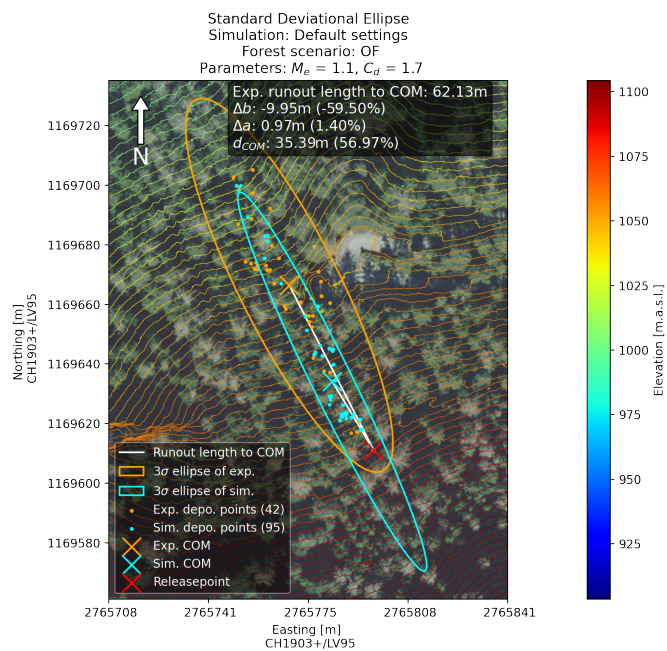 Standard Deviational Ellipse
Simulation: Default settings
Forest scenario: OF
Parameters: Mₑ = 1.1, C_d = 1.7
Exp. runout length to COM: 62.13m
Δb: -9.95m (-59.50%)
Δa: 0.97m (1.40%)
d_COM: 35.39m (56.97%)
N
1169720
1169700
1169680
1169660
1169640
1169620
1169600
1169580
Northing [m]
CH1903+/LV95
Runout length to COM
3σ ellipse of exp.
3σ ellipse of sim.
Exp. depo. points (42)
Sim. depo. points (95)
Exp. COM
Sim. COM
Releasepoint
2765708 2765741 2765775 2765808 2765841
Easting [m]
CH1903+/LV95
1100
1075
1050
1025
1000
975
950
925
Elevation [m.a.s.l.]